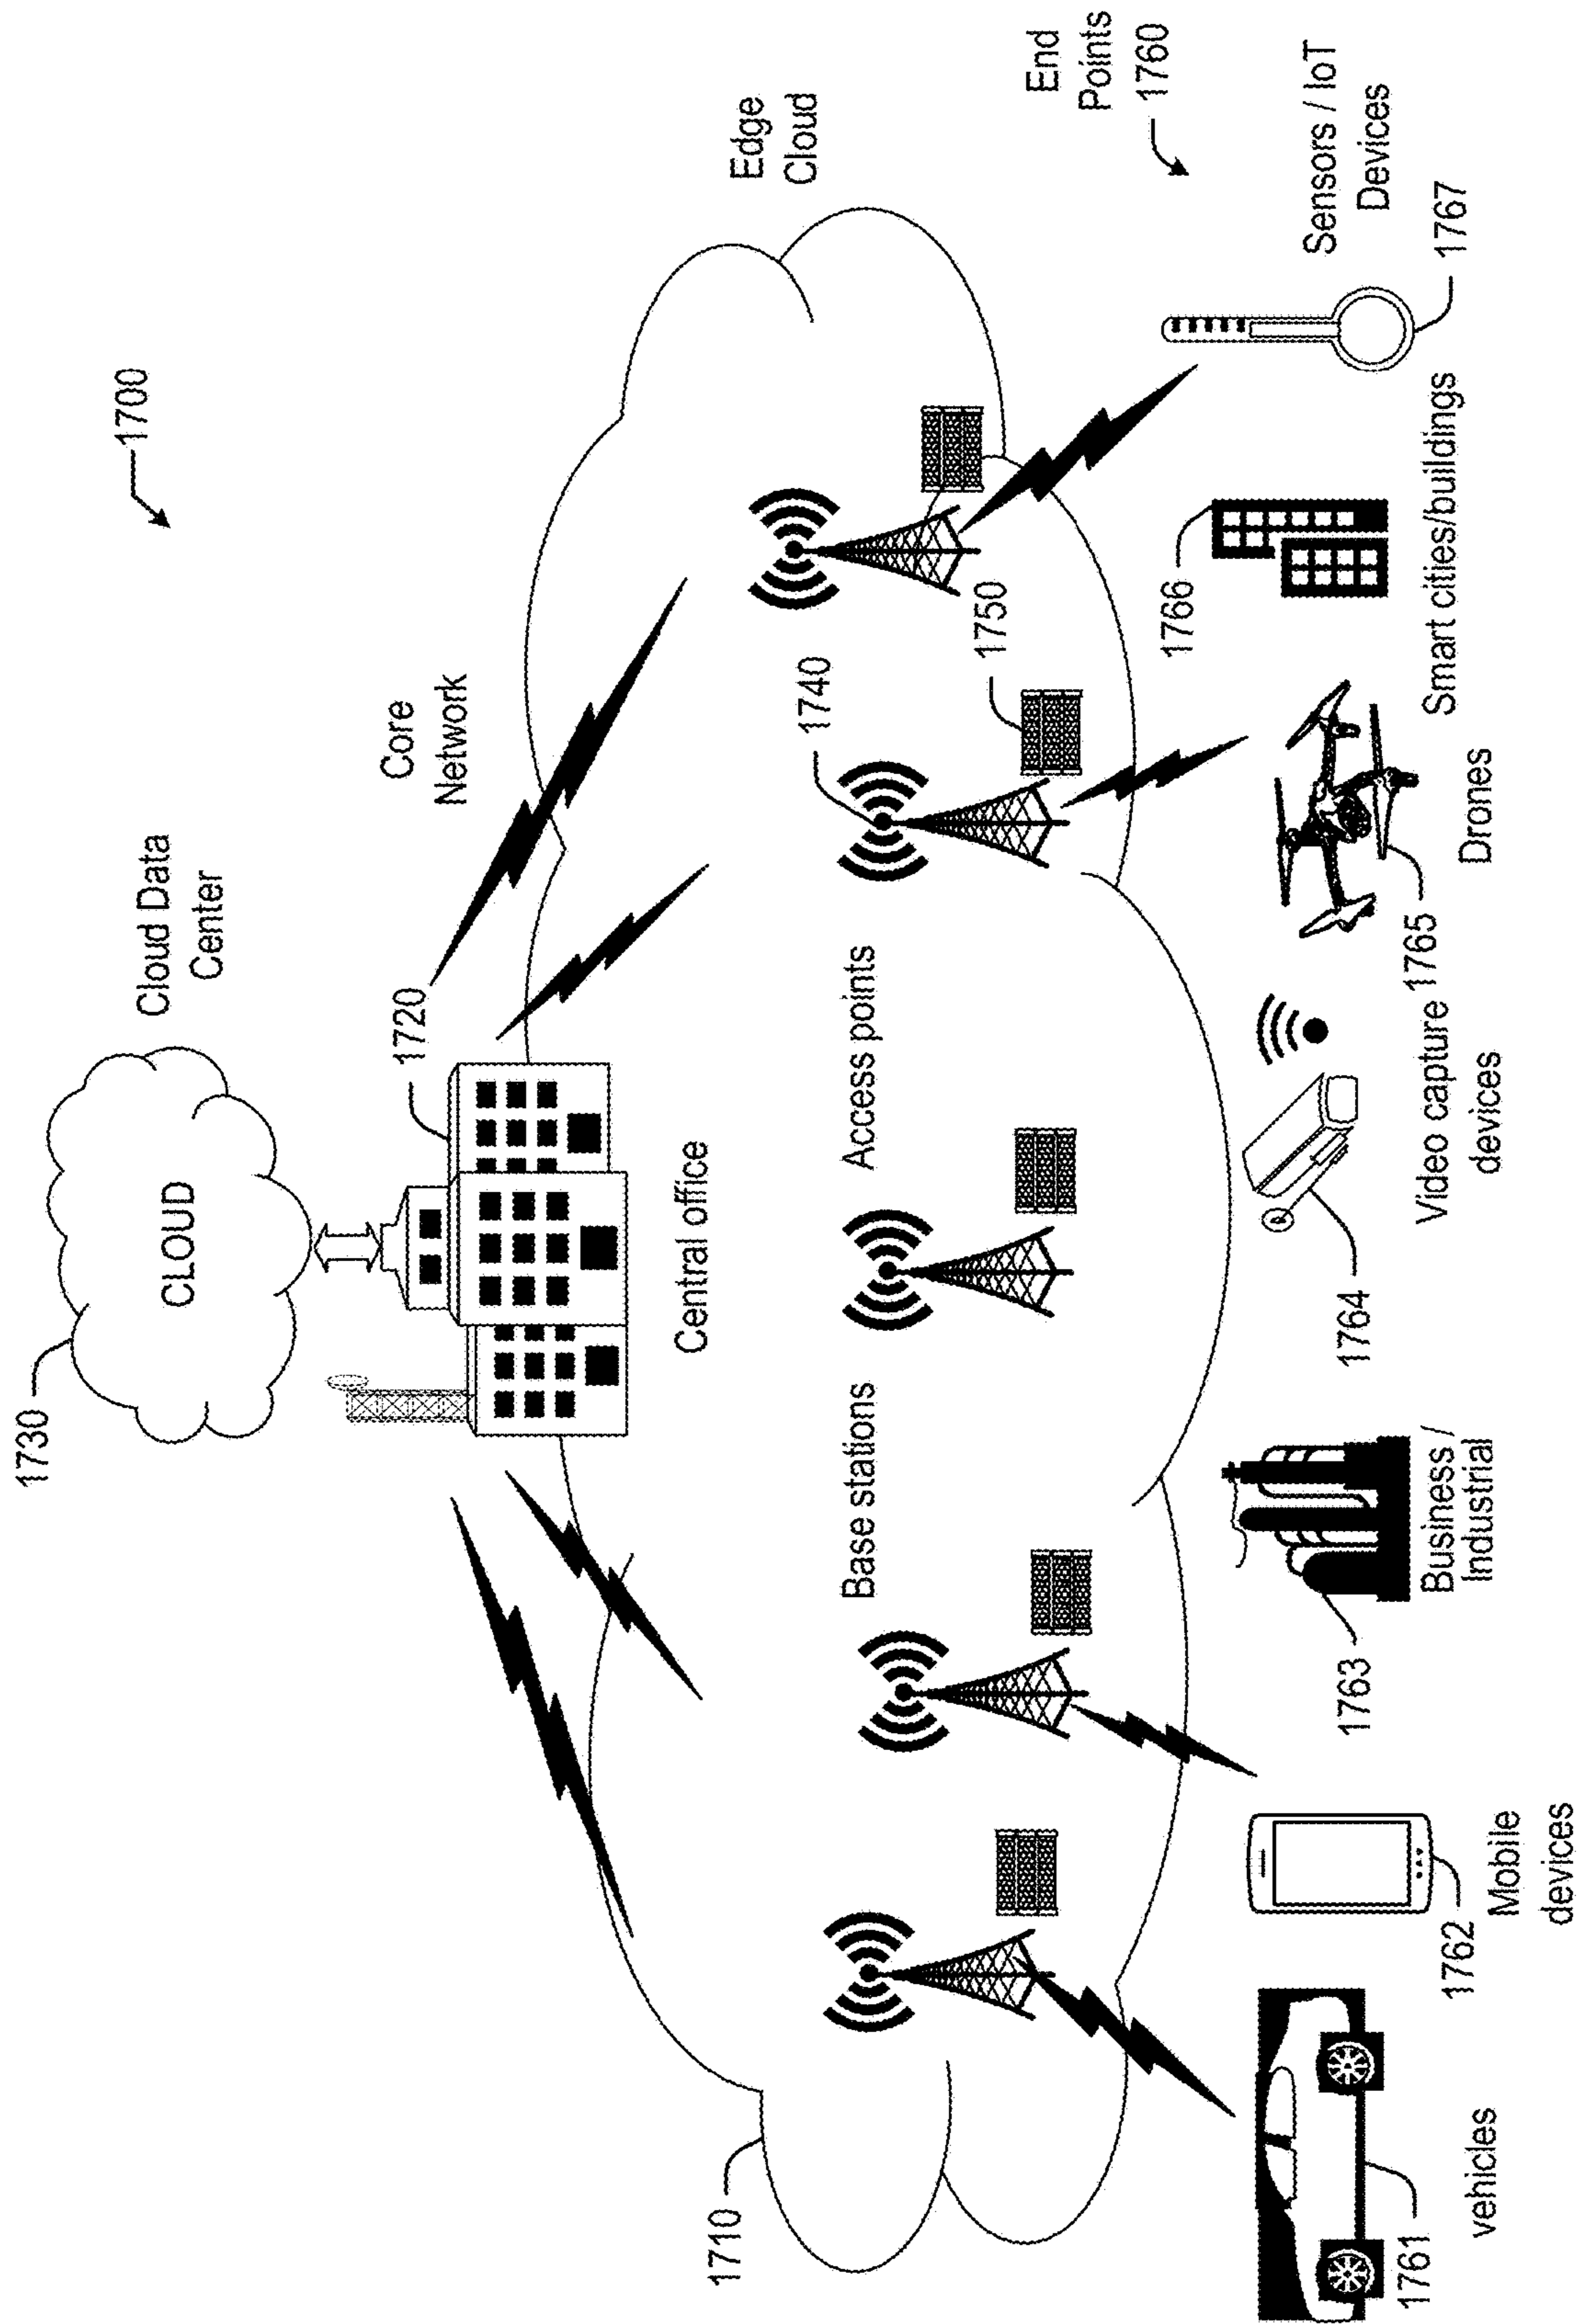 1700
1730
CLOUD
Cloud Data
Center
1720
Core
Network
Central office
Edge
Cloud
1710
Base stations
Access points
1740
1750
End
Points
1760
1761
vehicles
1762
Mobile
devices
1763
Business /
Industrial
1764
Video capture
devices
1765
Drones
1766
Smart cities/buildings
Sensors / IoT
Devices
1767